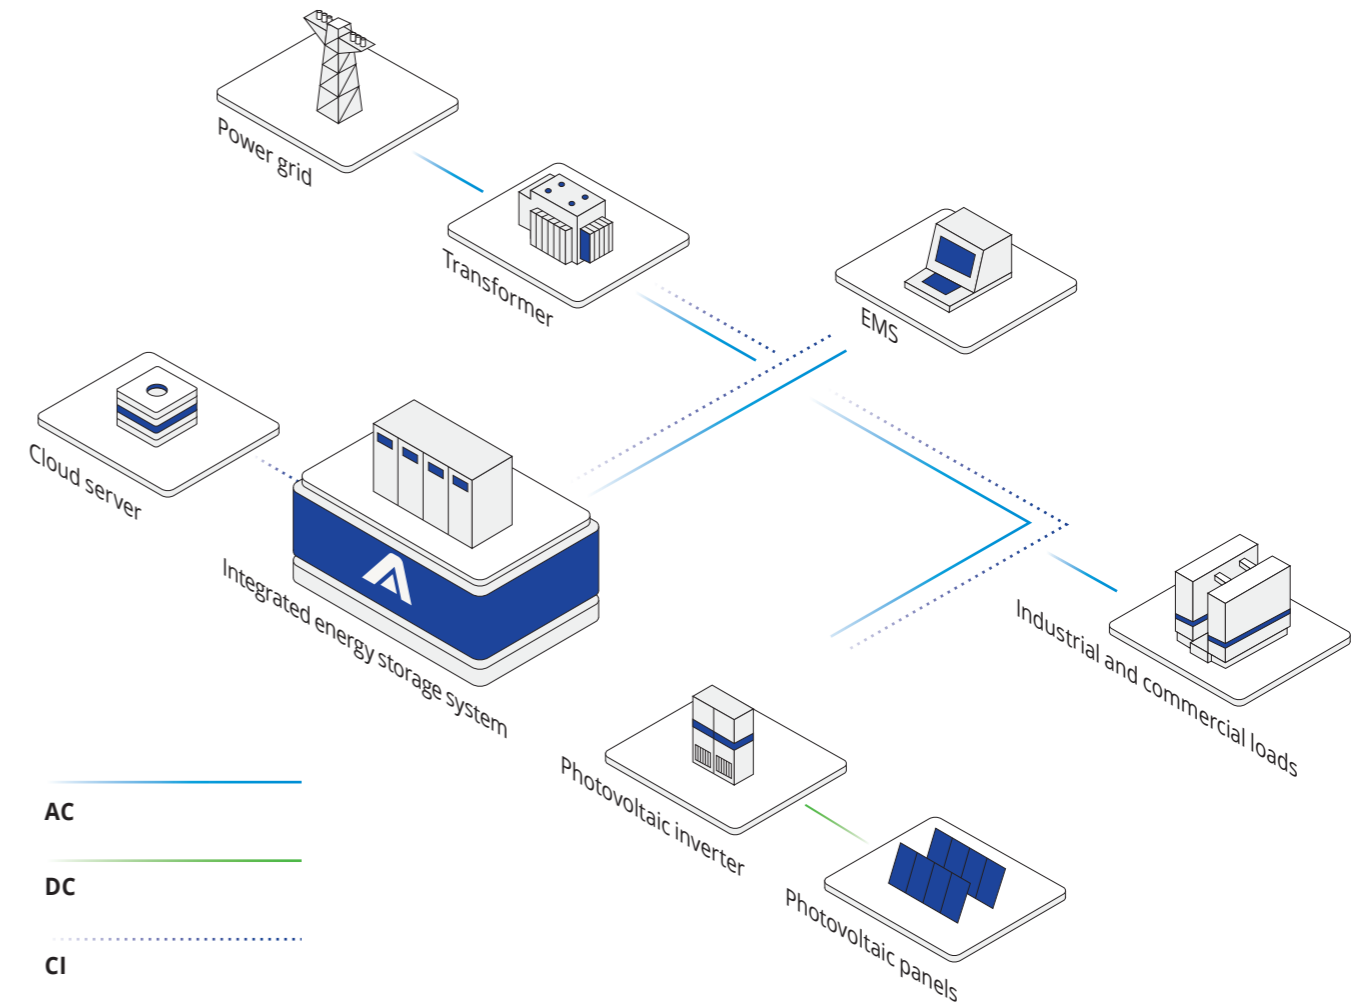 Power grid
Transformer
EMS
Cloud server
Integrated energy storage system
Industrial and commercial loads
Photovoltaic inverter
Photovoltaic panels
AC
DC
CI